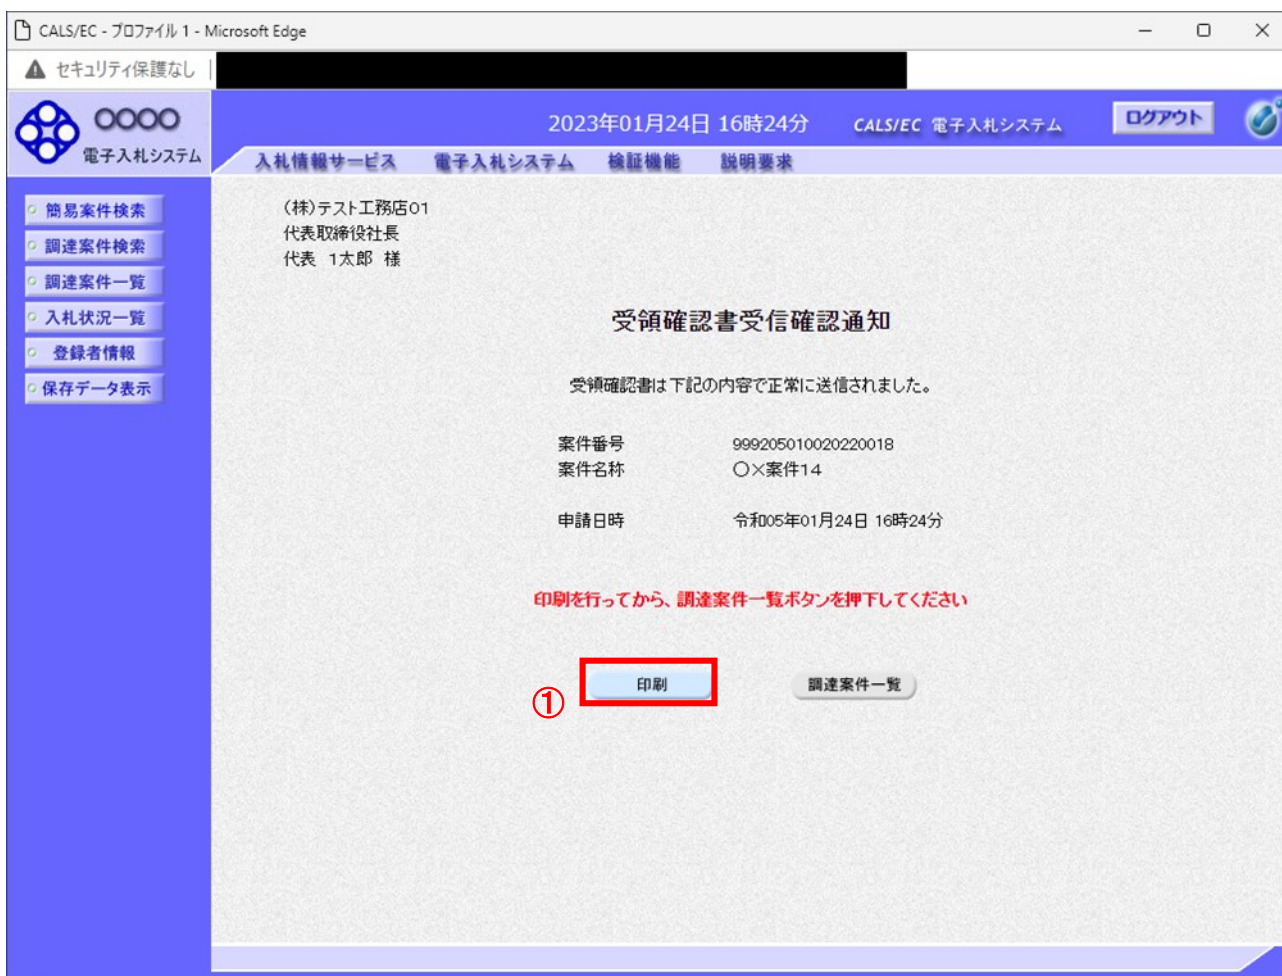 CALS/EC - プロファイル 1 - Microsoft Edge
セキュリティ保護なし
〇〇〇〇
電子入札システム
2023年01月24日 16時24分
CALS/EC 電子入札システム
ログアウト
入札情報サービス 電子入札システム 検証機能 説明要求
簡易案件検索
調達案件検索
調達案件一覧
入札状況一覧
登録者情報
保存データ表示
(株)テスト工務店01
代表取締役社長
代表 1太郎 様
受領確認書受信確認通知
受領確認書は下記の内容で正常に送信されました。
案件番号 999205010020220018
案件名称 〇×案件14
申請日時 令和05年01月24日 16時24分
印刷を行ってから、調達案件一覧ボタンを押下してください
① 印刷 調達案件一覧